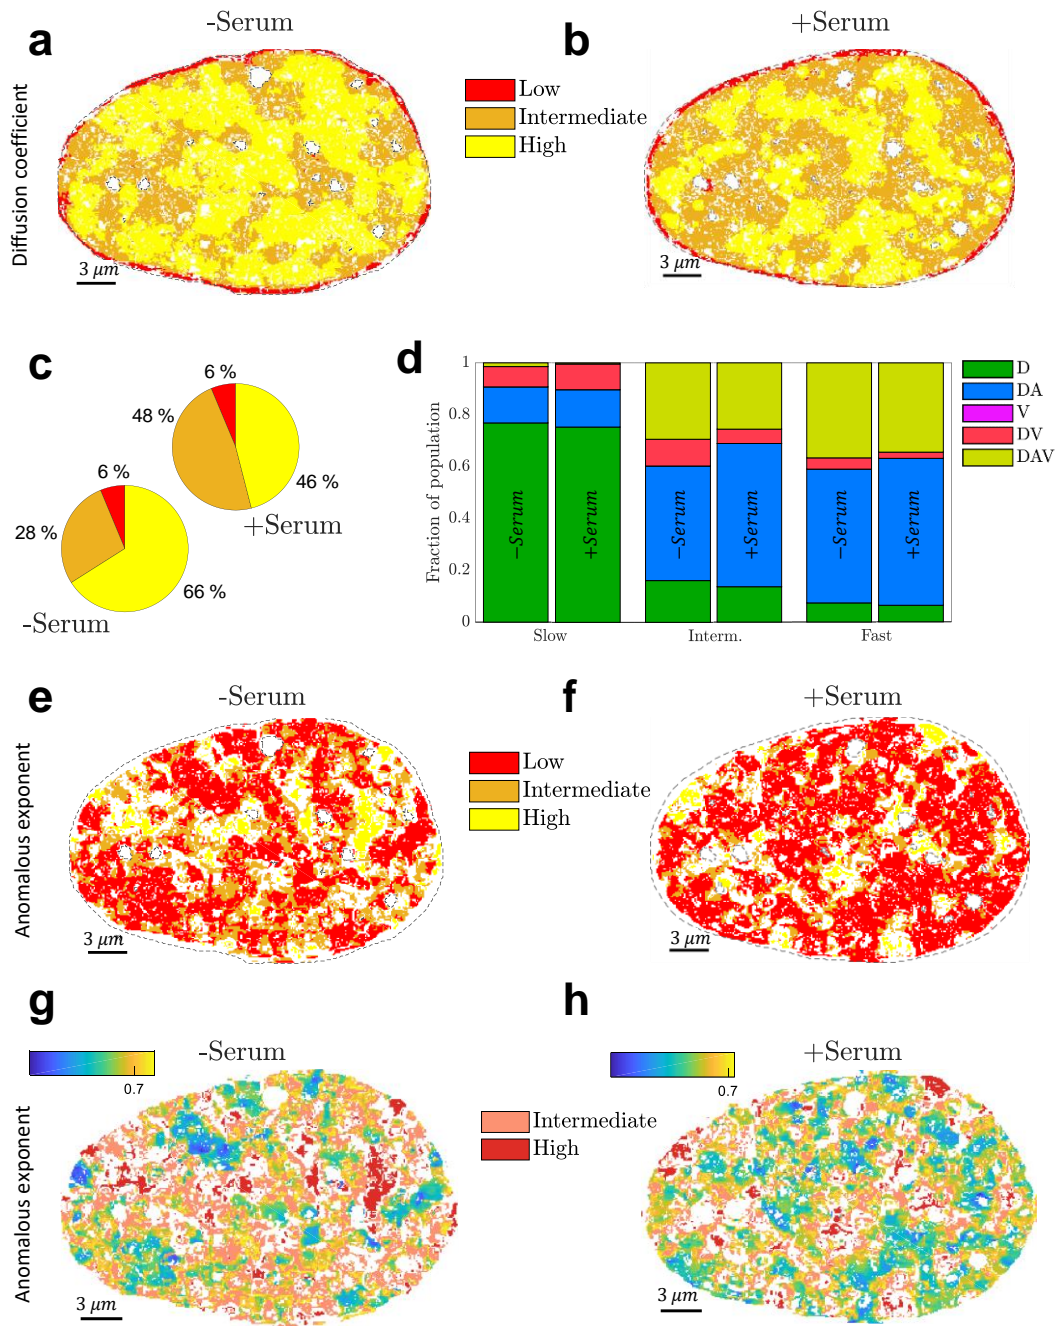 -Serum
+Serum
a
b
Diffusion coefficient
Low
Intermediate
High
3 μm
3 μm
c
6 %
48 %
46 %
+Serum
6 %
28 %
66 %
-Serum
d
Fraction of population
1
0.8
0.6
0.4
0.2
0
−Serum
+Serum
−Serum
+Serum
−Serum
+Serum
Slow
Interm.
Fast
D
DA
V
DV
DAV
e
-Serum
f
+Serum
Anomalous exponent
Low
Intermediate
High
3 μm
3 μm
g
-Serum
h
+Serum
0.7
0.7
Anomalous exponent
Intermediate
High
3 μm
3 μm